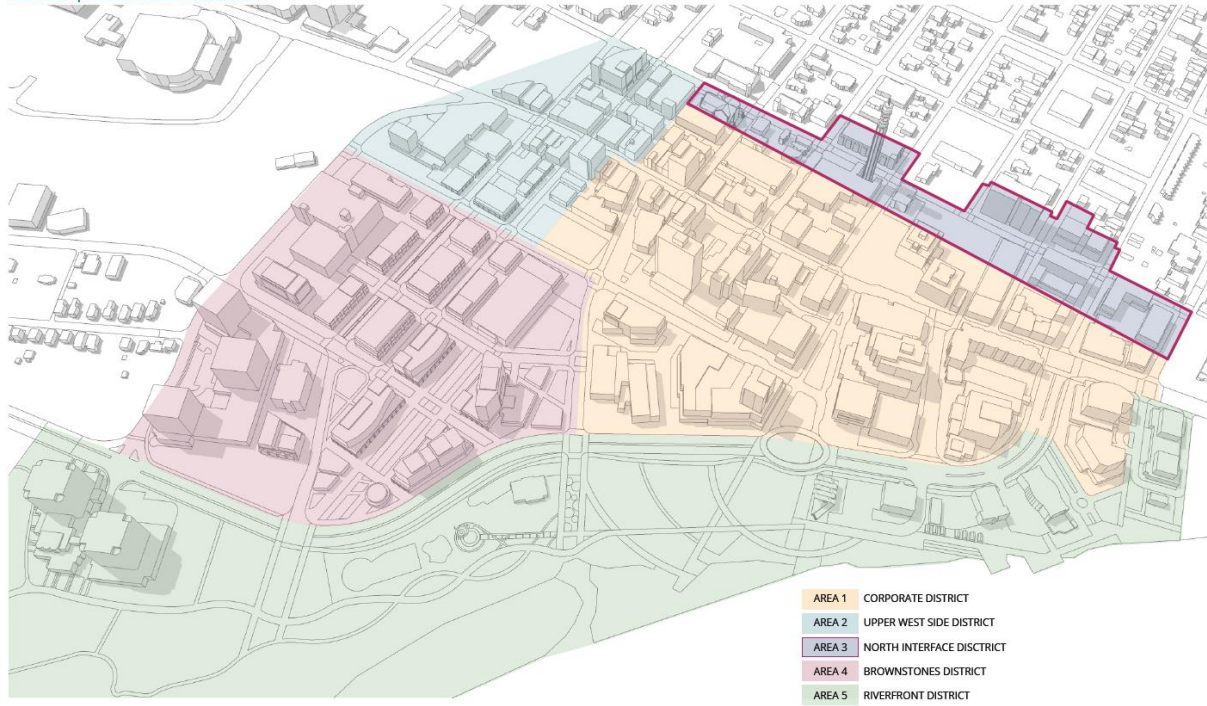 AREA 1 CORPORATE DISTRICT
AREA 2 UPPER WEST SIDE DISTRICT
AREA 3 NORTH INTERFACE DISCTRICT
AREA 4 BROWNSTONES DISTRICT
AREA 5 RIVERFRONT DISTRICT